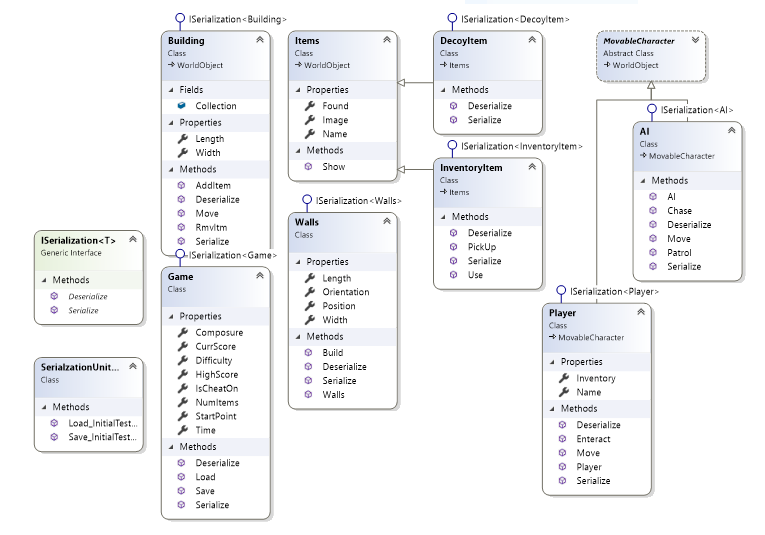 ISerialization<Building>
Building
Class
WorldObject
Fields
Collection
Properties
Length
Width
Methods
AddItem
Deserialize
Move
RmvItm
Serialize
Items
Class
WorldObject
Properties
Found
Image
Name
Methods
Show
ISerialization<DecoyItem>
DecoyItem
Class
Items
Methods
Deserialize
Serialize
MovableCharacter
Abstract Class
WorldObject
ISerialization<AI>
AI
Class
MovableCharacter
Methods
AI
Chase
Deserialize
Move
Patrol
Serialize
ISerialization<InventoryItem>
InventoryItem
Class
Items
Methods
Deserialize
PickUp
Serialize
Use
ISerialization<Walls>
Walls
Class
Properties
Length
Orientation
Position
Width
Methods
Build
Deserialize
Serialize
Walls
ISerialization<T>
Generic Interface
Methods
Deserialize
Serialize
ISerialization<Game>
Game
Class
Properties
Composure
CurrScore
Difficulty
HighScore
IsCheatOn
NumItems
StartPoint
Time
Methods
Deserialize
Load
Save
Serialize
ISerialization<Player>
Player
Class
MovableCharacter
Properties
Inventory
Name
Methods
Deserialize
Enteract
Move
Player
Serialize
SerialzationUnit...
Class
Methods
Load_InitialTest...
Save_InitialTest...